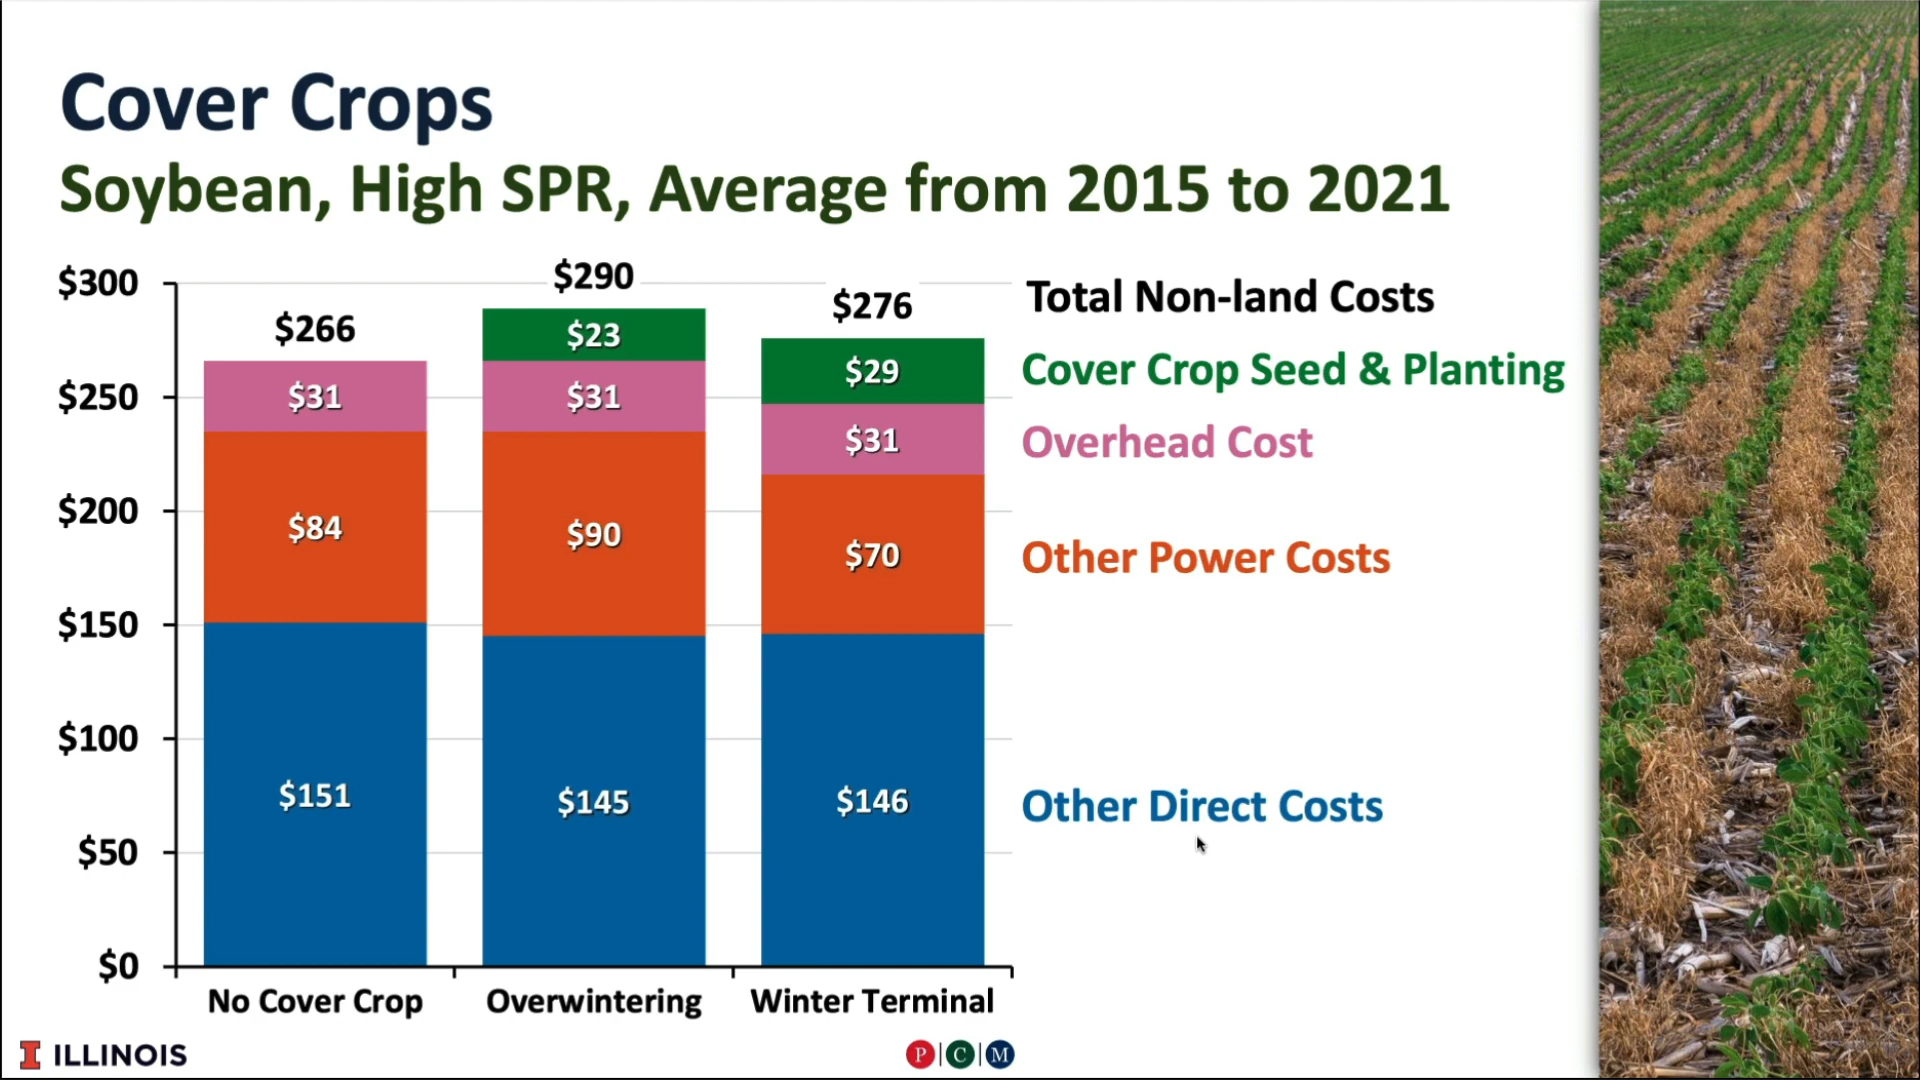 Cover Crops
Soybean, High SPR, Average from 2015 to 2021
$300
$250
$200
$150
$100
$50
$0
$266
$31
$84
$151
$290
$23
$31
$90
$145
$276
$29
$31
$70
$146
Total Non-land Costs
Cover Crop Seed & Planting
Overhead Cost
Other Power Costs
Other Direct Costs
No Cover Crop
Overwintering
Winter Terminal
I ILLINOIS
P|C|M